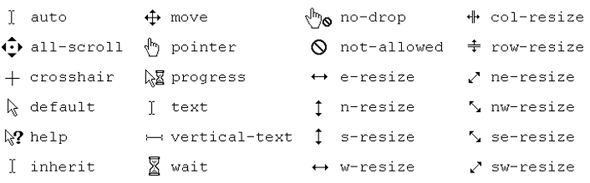 auto move no-drop col-resize
all-scroll pointer not-allowed row-resize
crosshair progress e-resize ne-resize
default text n-resize nw-resize
help vertical-text s-resize se-resize
inherit wait w-resize sw-resize